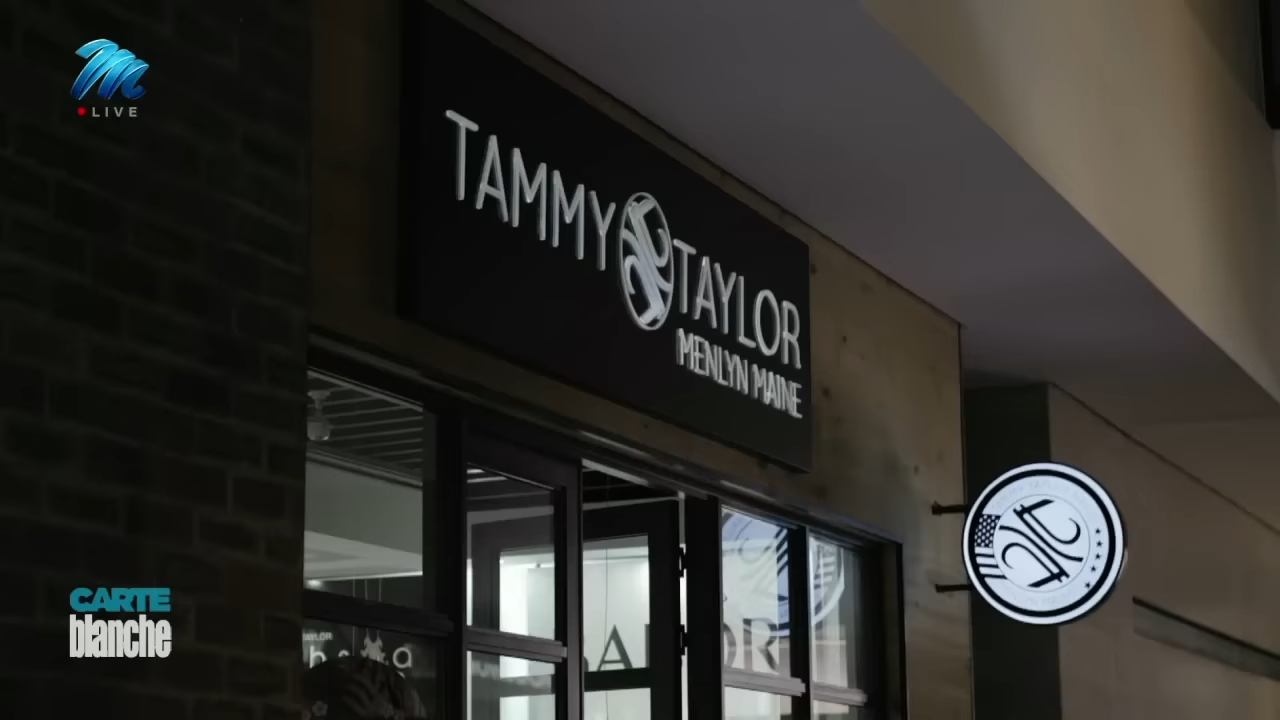 LIVE
TAMMY TAYLOR
MENLYN MAINE
CARTE
blanche